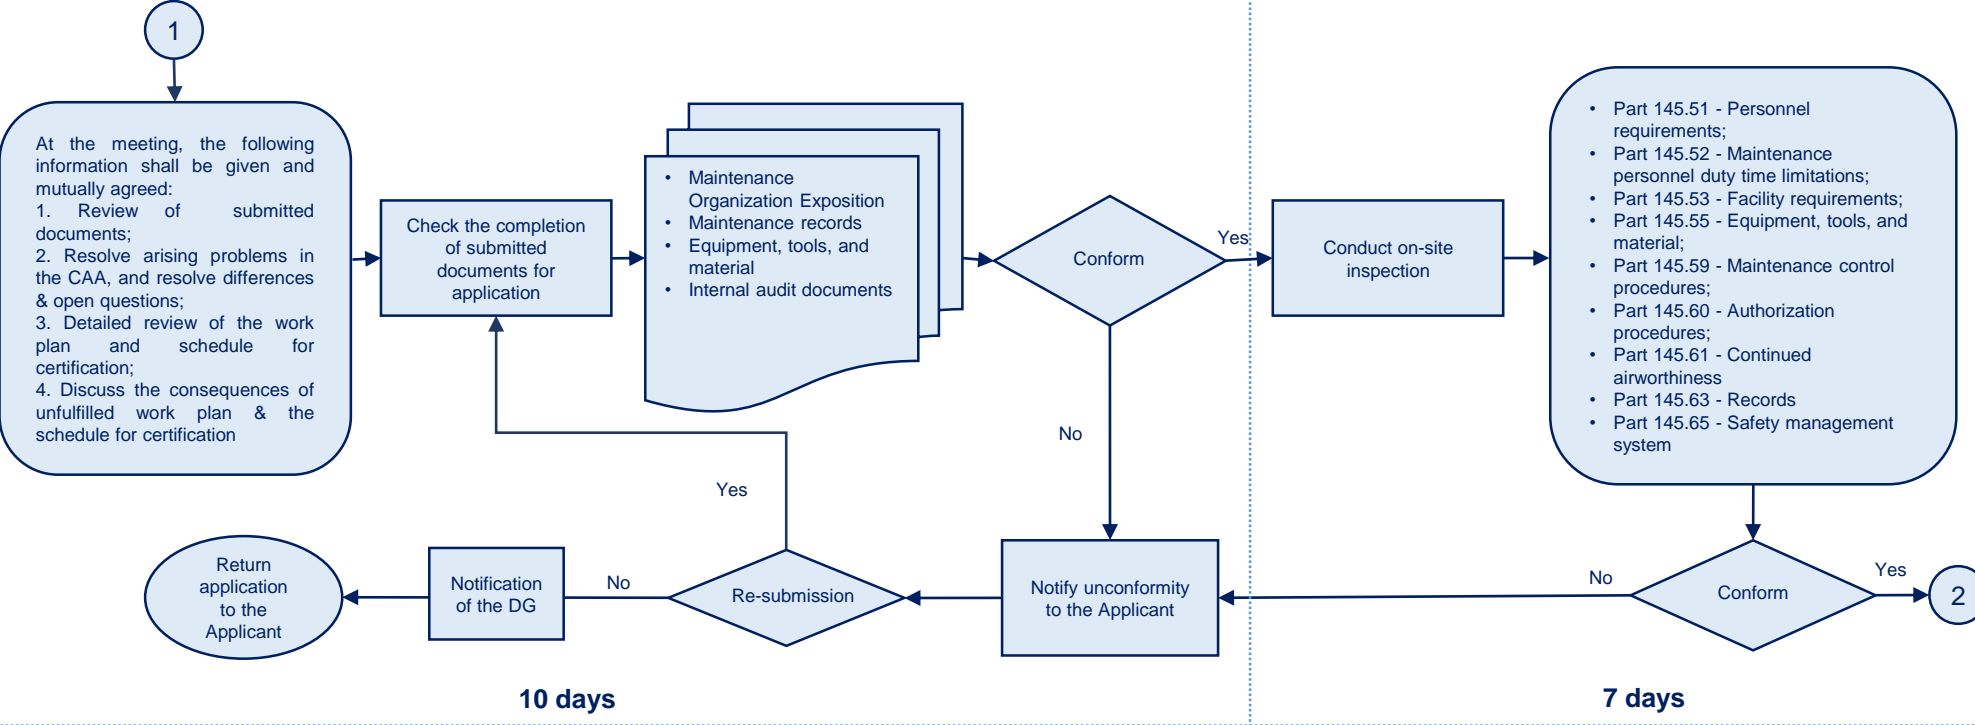 1
At the meeting, the following
information shall be given and
mutually agreed:
1. Review of submitted
documents;
2. Resolve arising problems in
the CAA, and resolve differences
& open questions;
3. Detailed review of the work
plan and schedule for
certification;
4. Discuss the consequences of
unfulfilled work plan & the
schedule for certification
Check the completion
of submitted
documents for
application
• Maintenance
Organization Exposition
• Maintenance records
• Equipment, tools, and
material
• Internal audit documents
Conform
Yes
No
Conduct on-site
inspection
• Part 145.51 - Personnel
requirements;
• Part 145.52 - Maintenance
personnel duty time limitations;
• Part 145.53 - Facility requirements;
• Part 145.55 - Equipment, tools, and
material;
• Part 145.59 - Maintenance control
procedures;
• Part 145.60 - Authorization
procedures;
• Part 145.61 - Continued
airworthiness
• Part 145.63 - Records
• Part 145.65 - Safety management
system
Conform
Yes
2
No
Notify unconformity
to the Applicant
Re-submission
Yes
No
Notification
of the DG
Return
application
to the
Applicant
10 days
7 days